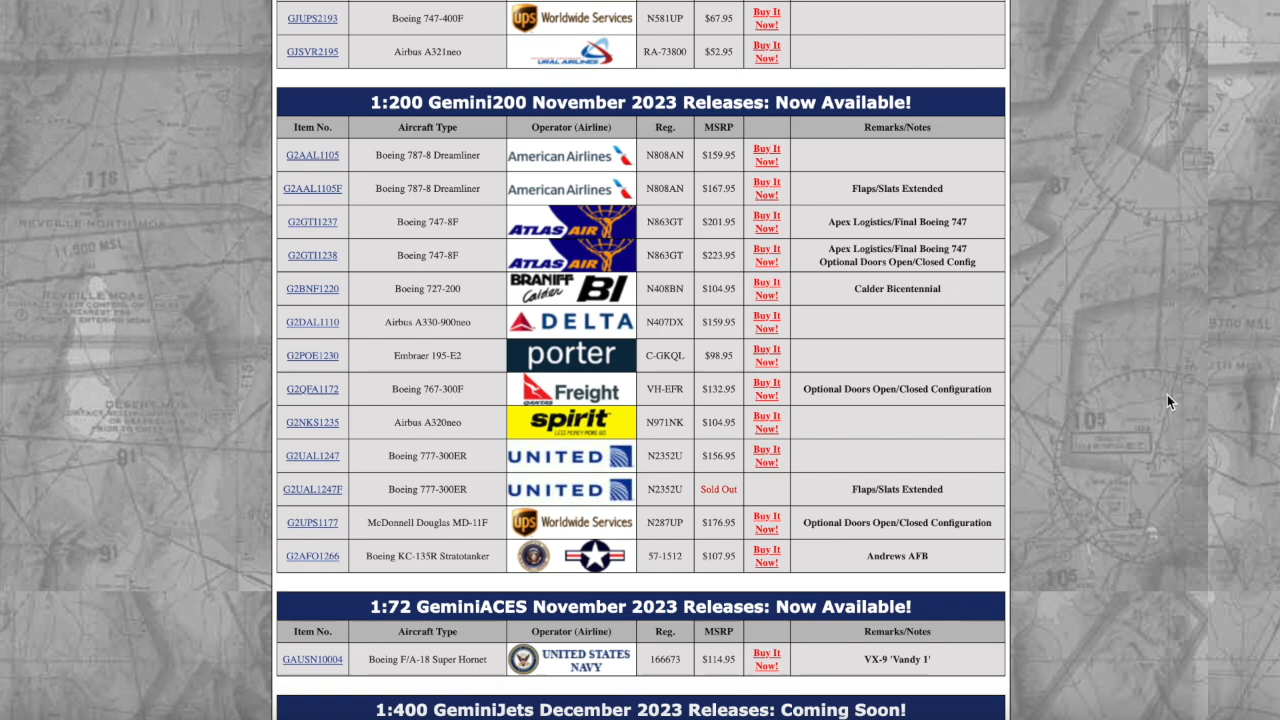 GJUPS2193 Boeing 747-400F ups Worldwide Services N581UP $67.95 Buy It Now!
GJSVR2195 Airbus A321neo URAL AIRLINES RA-73800 $52.95 Buy It Now!
1:200 Gemini200 November 2023 Releases: Now Available!
Item No. Aircraft Type Operator (Airline) Reg. MSRP Remarks/Notes
G2AAL1105 Boeing 787-8 Dreamliner American Airlines N808AN $159.95 Buy It Now!
G2AAL1105F Boeing 787-8 Dreamliner American Airlines N808AN $167.95 Buy It Now! Flaps/Slats Extended
G2GTI1237 Boeing 747-8F ATLAS AIR N863GT $201.95 Buy It Now! Apex Logistics/Final Boeing 747
G2GTI1238 Boeing 747-8F ATLAS AIR N863GT $223.95 Buy It Now! Apex Logistics/Final Boeing 747 Optional Doors Open/Closed Config
G2BNF1220 Boeing 727-200 BRANIFF Calder BI N408BN $104.95 Buy It Now! Calder Bicentennial
G2DAL1110 Airbus A330-900neo DELTA N407DX $159.95 Buy It Now!
G2POE1230 Embraer 195-E2 porter C-GKQL $98.95 Buy It Now!
G2QFA1172 Boeing 767-300F QANTAS Freight VH-EFR $132.95 Buy It Now! Optional Doors Open/Closed Configuration
G2NKS1235 Airbus A320neo spirit LESS MONEY MORE GO N971NK $104.95 Buy It Now!
G2UAL1247 Boeing 777-300ER UNITED N2352U $156.95 Buy It Now!
G2UAL1247F Boeing 777-300ER UNITED N2352U Sold Out Flaps/Slats Extended
G2UPS1177 McDonnell Douglas MD-11F ups Worldwide Services N287UP $176.95 Buy It Now! Optional Doors Open/Closed Configuration
G2AFO1266 Boeing KC-135R Stratotanker 57-1512 $107.95 Buy It Now! Andrews AFB
1:72 GeminiACES November 2023 Releases: Now Available!
Item No. Aircraft Type Operator (Airline) Reg. MSRP Remarks/Notes
GAUSN10004 Boeing F/A-18 Super Hornet UNITED STATES NAVY 166673 $114.95 Buy It Now! VX-9 'Vandy 1'
1:400 GeminiJets December 2023 Releases: Coming Soon!